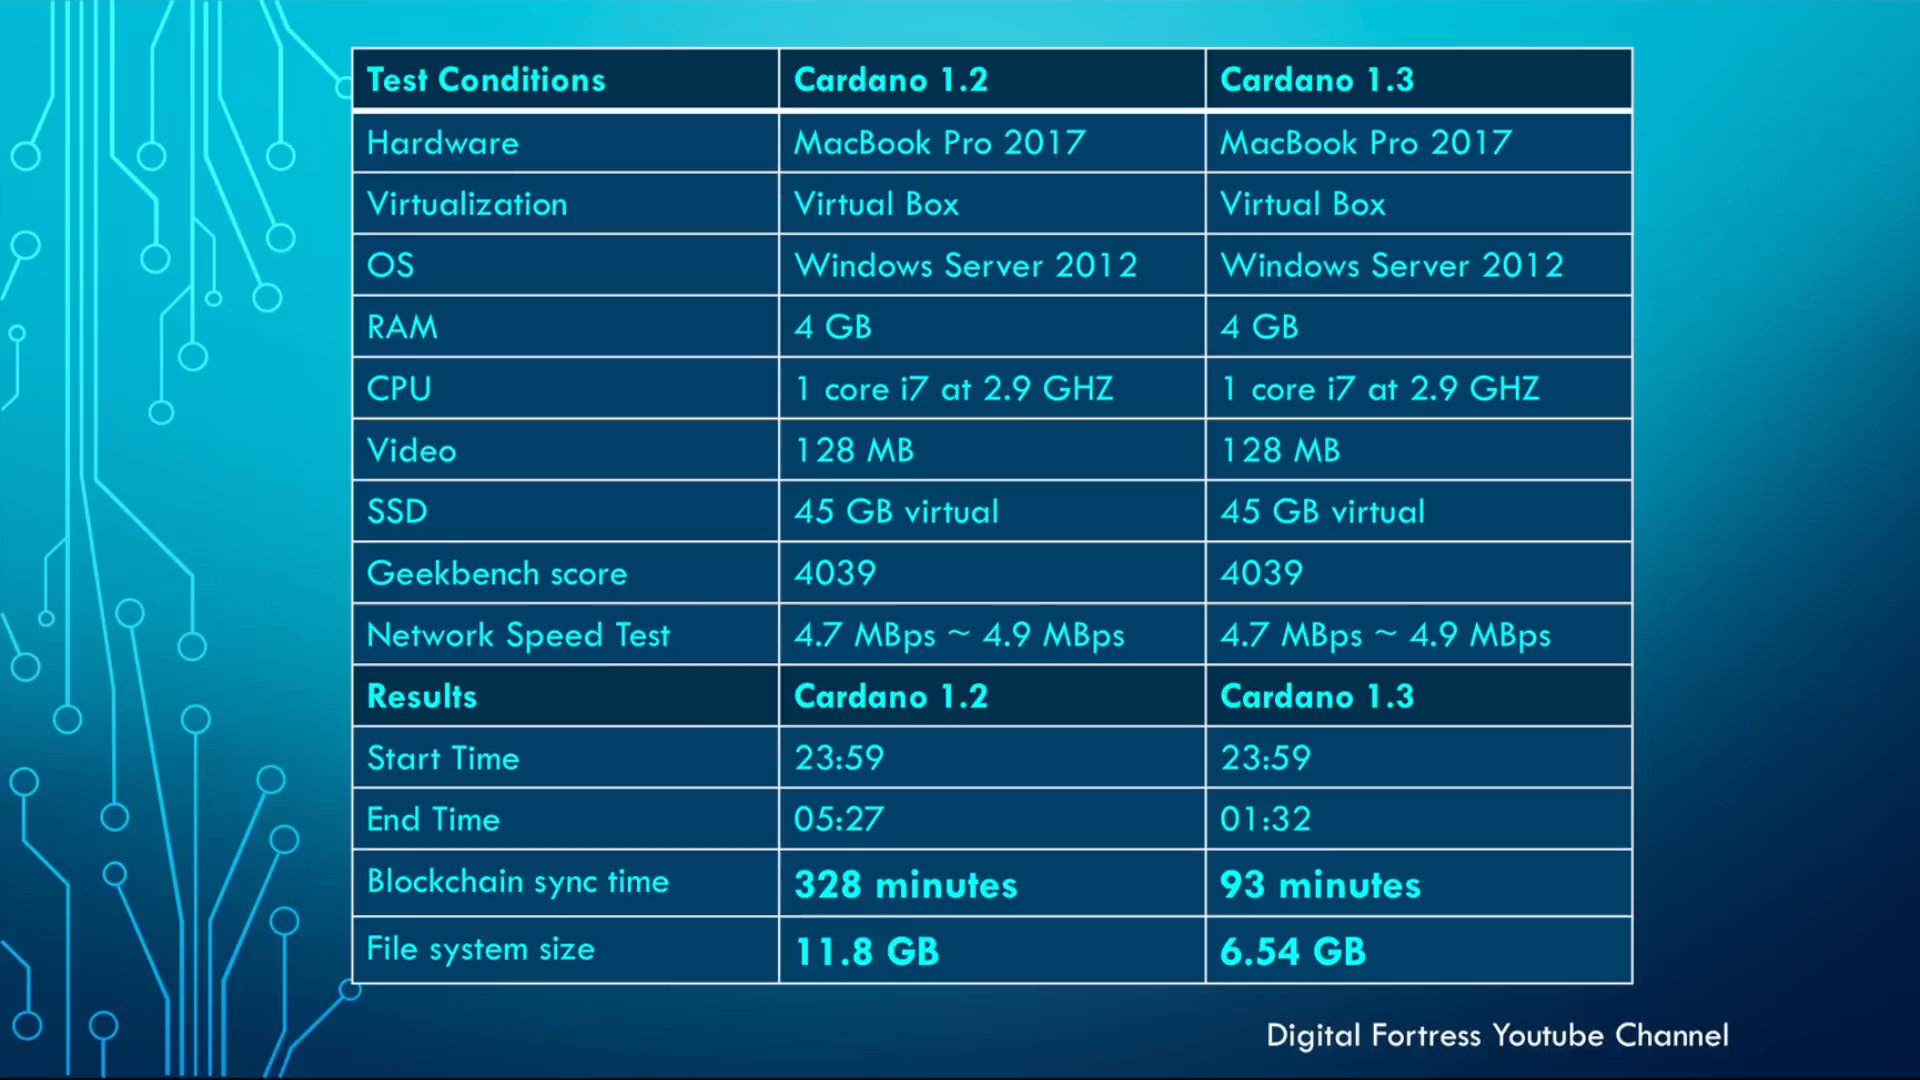 Test Conditions Cardano 1.2 Cardano 1.3
Hardware MacBook Pro 2017 MacBook Pro 2017
Virtualization Virtual Box Virtual Box
OS Windows Server 2012 Windows Server 2012
RAM 4 GB 4 GB
CPU 1 core i7 at 2.9 GHZ 1 core i7 at 2.9 GHZ
Video 128 MB 128 MB
SSD 45 GB virtual 45 GB virtual
Geekbench score 4039 4039
Network Speed Test 4.7 MBps ~ 4.9 MBps 4.7 MBps ~ 4.9 MBps
Results Cardano 1.2 Cardano 1.3
Start Time 23:59 23:59
End Time 05:27 01:32
Blockchain sync time 328 minutes 93 minutes
File system size 11.8 GB 6.54 GB
Digital Fortress Youtube Channel